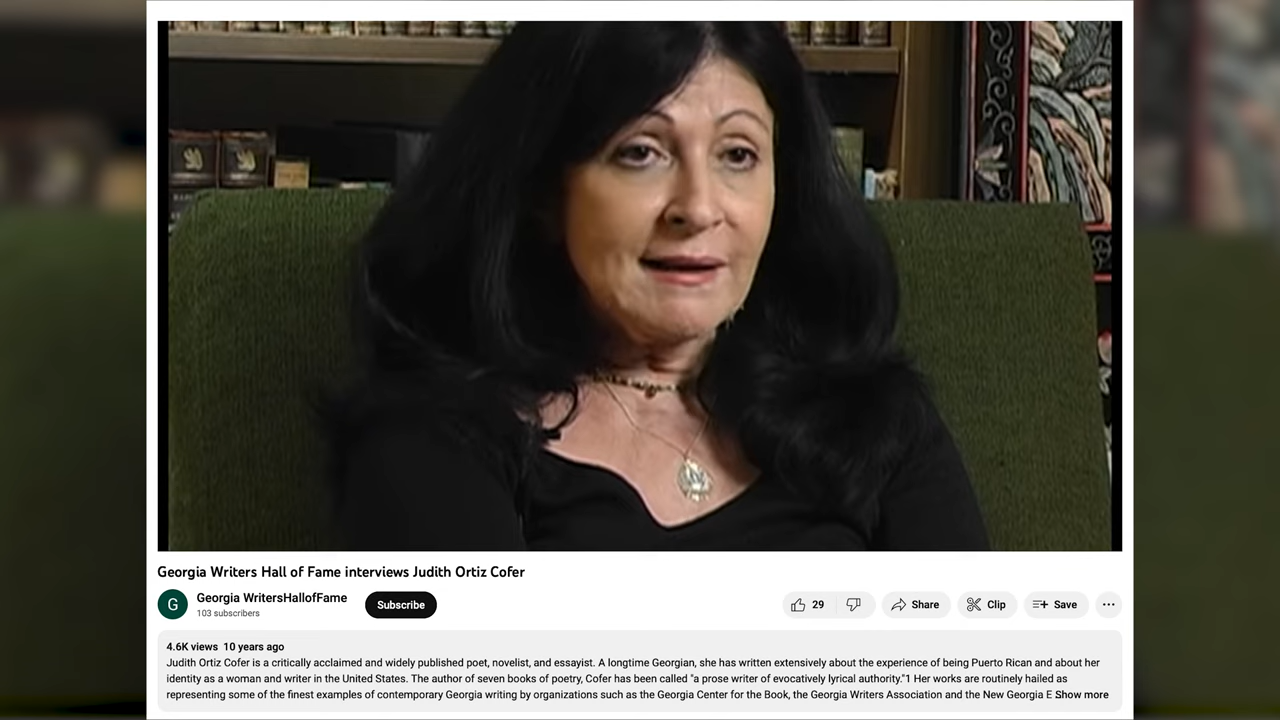 Georgia Writers Hall of Fame interviews Judith Ortiz Cofer
G
Georgia WritersHallofFame
103 subscribers
Subscribe
29
Share
Clip
Save
4.6K views 10 years ago
Judith Ortiz Cofer is a critically acclaimed and widely published poet, novelist, and essayist. A longtime Georgian, she has written extensively about the experience of being Puerto Rican and about her
identity as a woman and writer in the United States. The author of seven books of poetry, Cofer has been called "a prose writer of evocatively lyrical authority."1 Her works are routinely hailed as
representing some of the finest examples of contemporary Georgia writing by organizations such as the Georgia Center for the Book, the Georgia Writers Association and the New Georgia E Show more